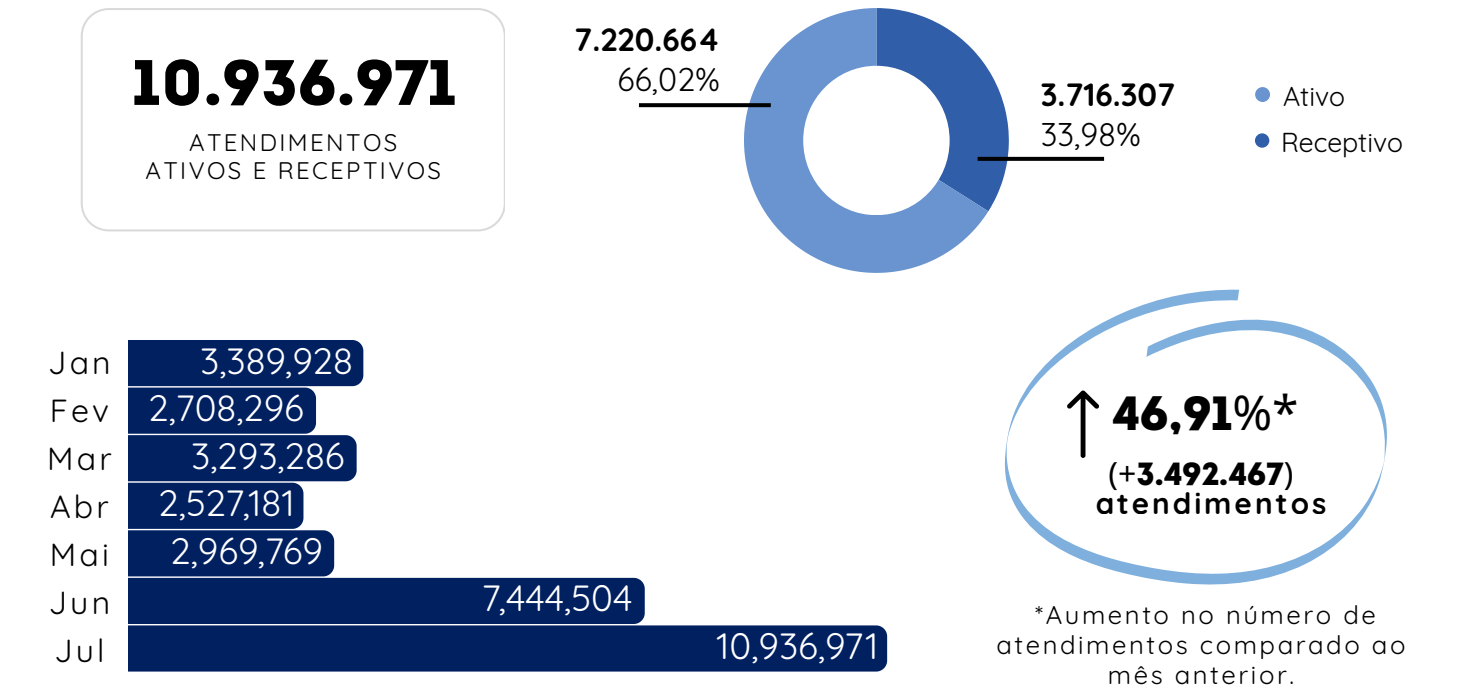 10.936.971
ATENDIMENTOS
ATIVOS E RECEPTIVOS
7.220.664
66,02%
3.716.307
33,98%
Ativo
Receptivo
Jan 3,389,928
Fev 2,708,296
Mar 3,293,286
Abr 2,527,181
Mai 2,969,769
Jun 7,444,504
Jul 10,936,971
46,91%*
(+3.492.467)
atendimentos
*Aumento no número de
atendimentos comparado ao
mês anterior.